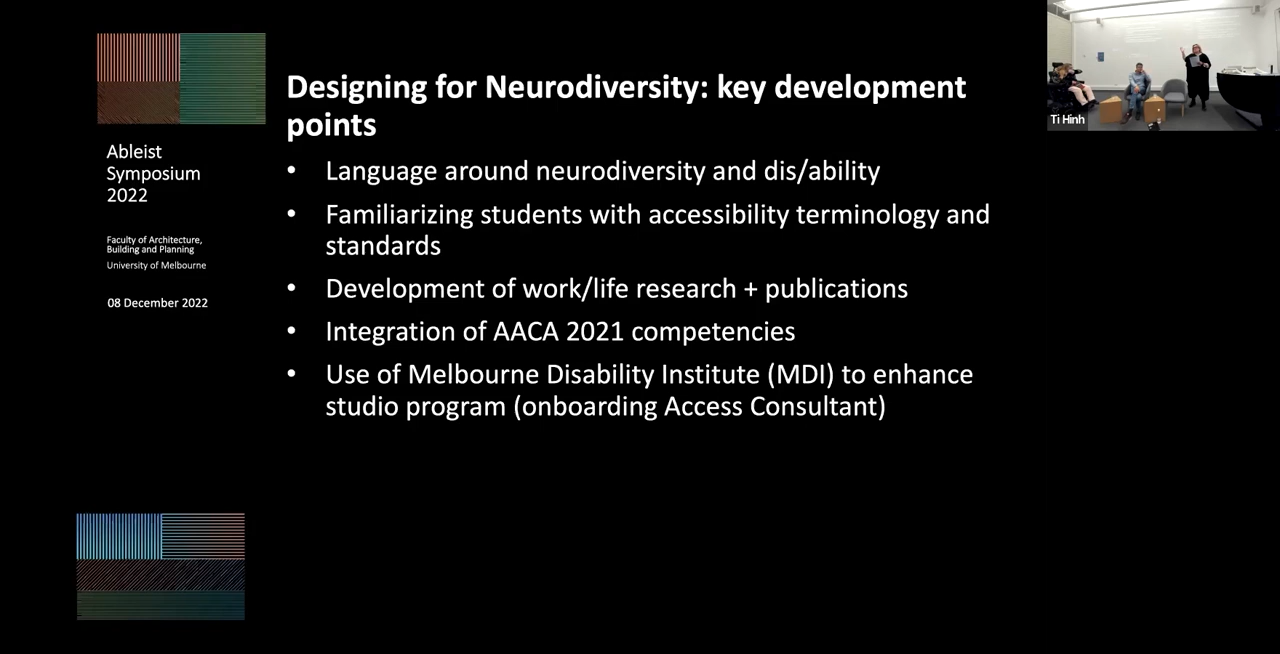 Ableist
Symposium
2022
Faculty of Architecture,
Building and Planning
University of Melbourne
08 December 2022
Designing for Neurodiversity: key development
points
• Language around neurodiversity and dis/ability
• Familiarizing students with accessibility terminology and
standards
• Development of work/life research + publications
• Integration of AACA 2021 competencies
• Use of Melbourne Disability Institute (MDI) to enhance
studio program (onboarding Access Consultant)
Ti Hinh